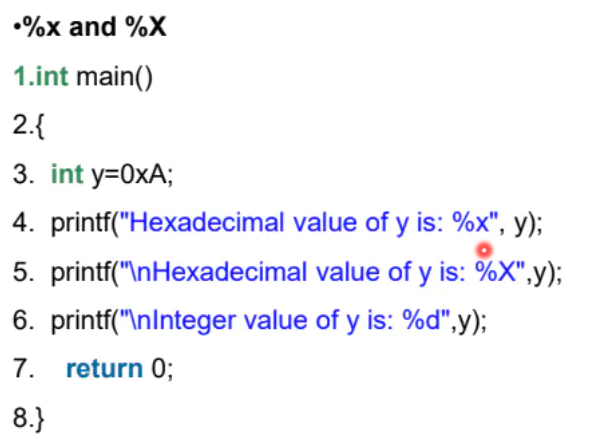 •%x and %X
1.int main()
2.{
3. int y=0xA;
4. printf("Hexadecimal value of y is: %x", y);
5. printf("\nHexadecimal value of y is: %X",y);
6. printf("\nInteger value of y is: %d",y);
7. return 0;
8.}